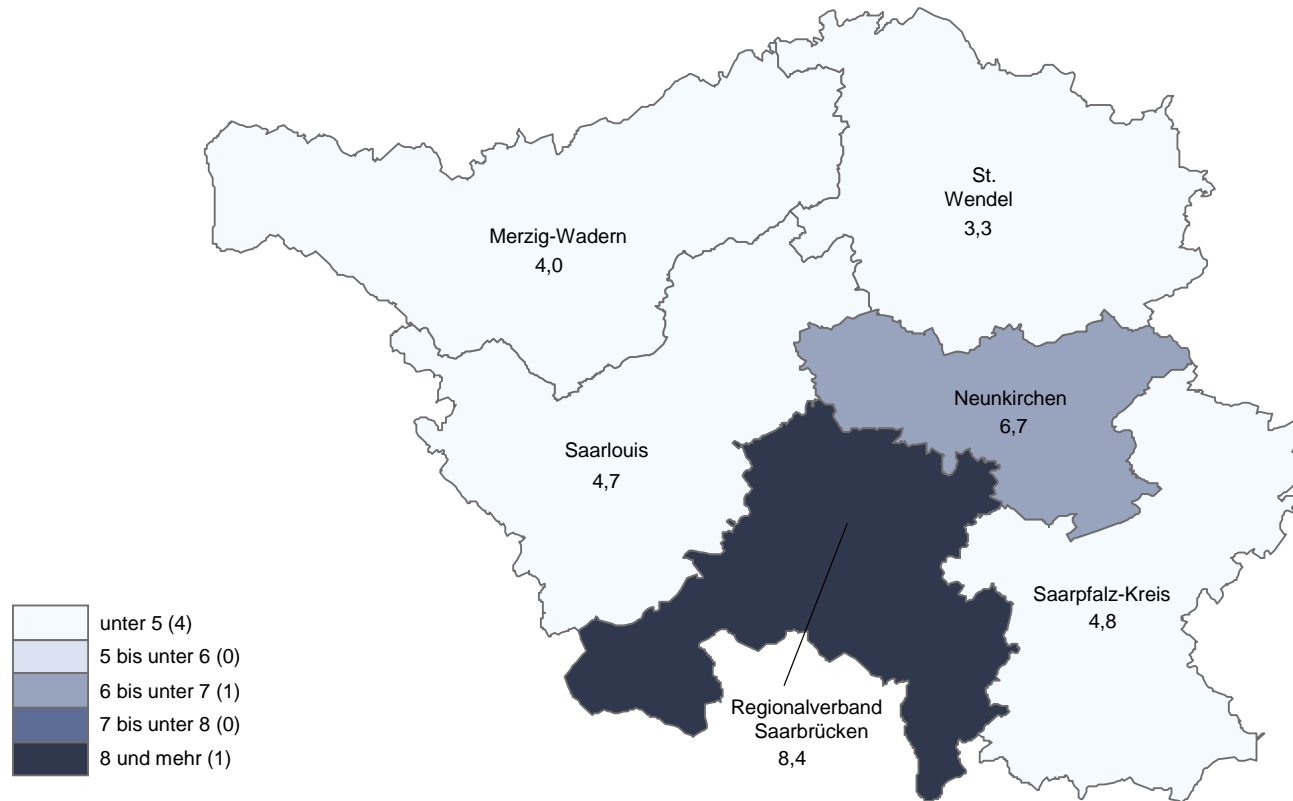 St.
Wendel
3,3
Merzig-Wadern
4,0
Neunkirchen
6,7
Saarlouis
4,7
Saarpfalz-Kreis
4,8
Regionalverband
Saarbrücken
8,4
unter 5 (4)
5 bis unter 6 (0)
6 bis unter 7 (1)
7 bis unter 8 (0)
8 und mehr (1)